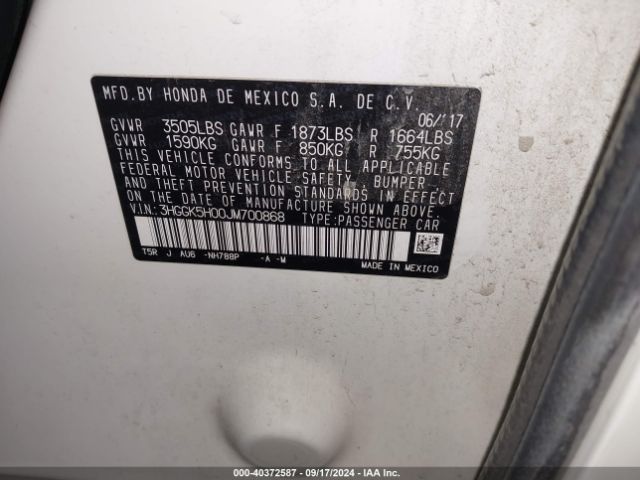 MFD.BY HONDA DE MEXICO S.A. DE C.V.
06/'17
GVWR 3505LBS GAWR F 1873LBS R 1664LBS
GVWR 1590KG GAWR F 850KG R 755KG
THIS VEHICLE CONFORMS TO ALL APPLICABLE
FEDERAL MOTOR VEHICLE SAFETY, BUMPER,
AND THEFT PREVENTION STANDARDS IN EFFECT
ON THE DATE OF MANUFACTURE SHOWN ABOVE.
V.I.N.:3HGGK5H00JM700868 TYPE:PASSENGER CAR
T5R J AU6 -NH788P -A -M
MADE IN MEXICO
000-40372587 - 09/17/2024 - IAA Inc.